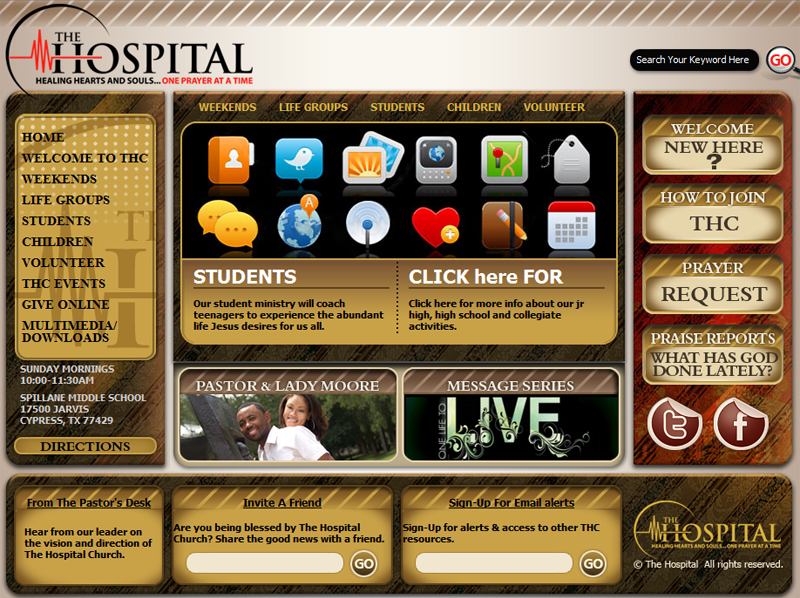 THE
HOSPITAL
HEALING HEARTS AND SOULS...ONE PRAYER AT A TIME
Search Your Keyword Here
GO
WEEKENDS LIFE GROUPS STUDENTS CHILDREN VOLUNTEER
HOME
WELCOME TO THC
WEEKENDS
LIFE GROUPS
STUDENTS
CHILDREN
VOLUNTEER
THC EVENTS
GIVE ONLINE
MULTIMEDIA/
DOWNLOADS
SUNDAY MORNINGS
10:00-11:30AM
SPILLANE MIDDLE SCHOOL
17500 JARVIS
CYPRESS, TX 77429
DIRECTIONS
A
STUDENTS
Our student ministry will coach
teenagers to experience the abundant
life Jesus desires for us all.
CLICK here FOR
Click here for more info about our jr
high, high school and collegiate
activities.
PASTOR & LADY MOORE
MESSAGE SERIES
ONE LIFE TO
LIVE
WELCOME
NEW HERE
?
HOW TO JOIN
THC
PRAYER
REQUEST
PRAISE REPORTS
WHAT HAS GOD
DONE LATELY?
t
f
From The Pastor's Desk
Hear from our leader on
the vision and direction of
The Hospital Church.
Invite A Friend
Are you being blessed by The Hospital
Church? Share the good news with a friend.
GO
Sign-Up For Email alerts
Sign-Up for alerts & access to other THC
resources.
GO
THE
HOSPITAL
HEALING HEARTS AND SOULS...ONE PRAYER AT A TIME
© The Hospital All rights reserved.